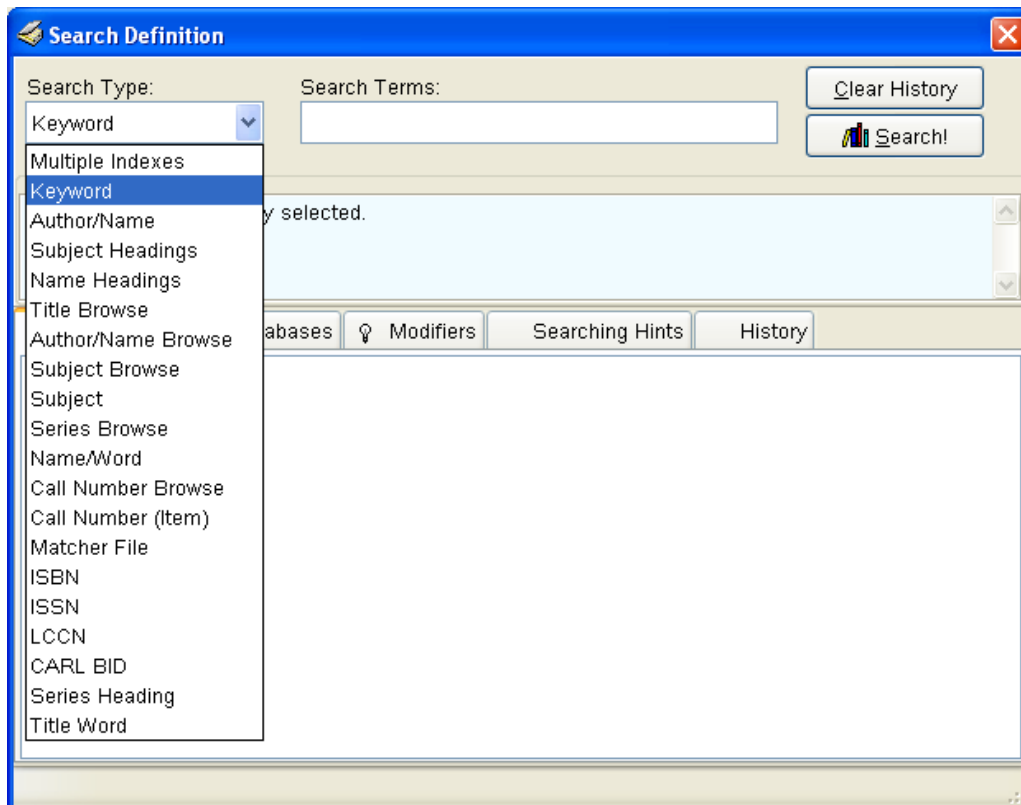 Search Definition
Search Type:
Search Terms:
Clear History
Keyword
Search!
Multiple Indexes
Keyword
Author/Name
Subject Headings
Name Headings
Title Browse
Author/Name Browse
Subject Browse
Subject
Series Browse
Name/Word
Call Number Browse
Call Number (Item)
Matcher File
ISBN
ISSN
LCCN
CARL BID
Series Heading
Title Word
y selected.
abases
Modifiers
Searching Hints
History